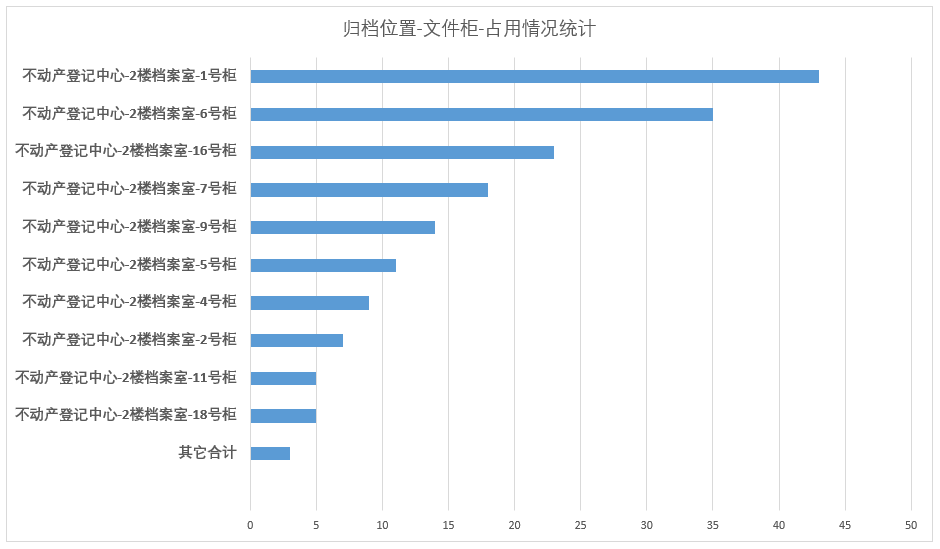 归档位置-文件柜-占用情况统计
不动产登记中心-2楼档案室-1号柜
不动产登记中心-2楼档案室-6号柜
不动产登记中心-2楼档案室-16号柜
不动产登记中心-2楼档案室-7号柜
不动产登记中心-2楼档案室-9号柜
不动产登记中心-2楼档案室-5号柜
不动产登记中心-2楼档案室-4号柜
不动产登记中心-2楼档案室-2号柜
不动产登记中心-2楼档案室-11号柜
不动产登记中心-2楼档案室-18号柜
其它合计
0 5 10 15 20 25 30 35 40 45 50